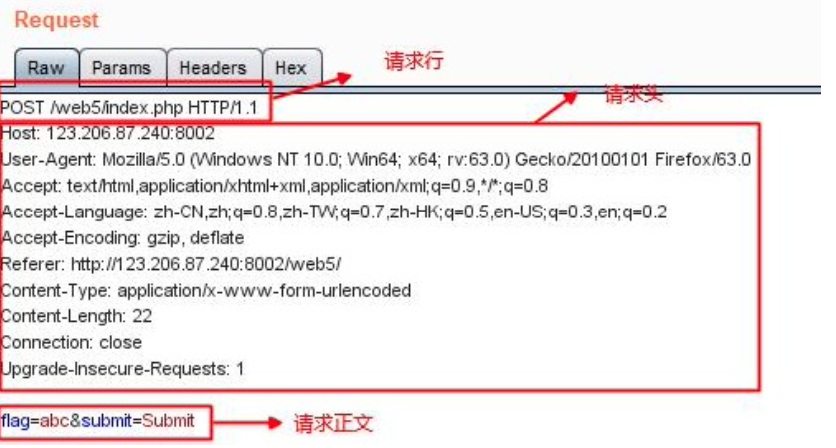 Request
Raw Params Headers Hex
请求行
请求头
POST /web5/index.php HTTP/1.1
Host: 123.206.87.240:8002
User-Agent: Mozilla/5.0 (Windows NT 10.0; Win64; x64; rv:63.0) Gecko/20100101 Firefox/63.0
Accept: text/html,application/xhtml+xml,application/xml;q=0.9,*/*;q=0.8
Accept-Language: zh-CN,zh;q=0.8,zh-TW;q=0.7,zh-HK;q=0.5,en-US;q=0.3,en;q=0.2
Accept-Encoding: gzip, deflate
Referer: http://123.206.87.240:8002/web5/
Content-Type: application/x-www-form-urlencoded
Content-Length: 22
Connection: close
Upgrade-Insecure-Requests: 1
flag=abc&submit=Submit 请求正文